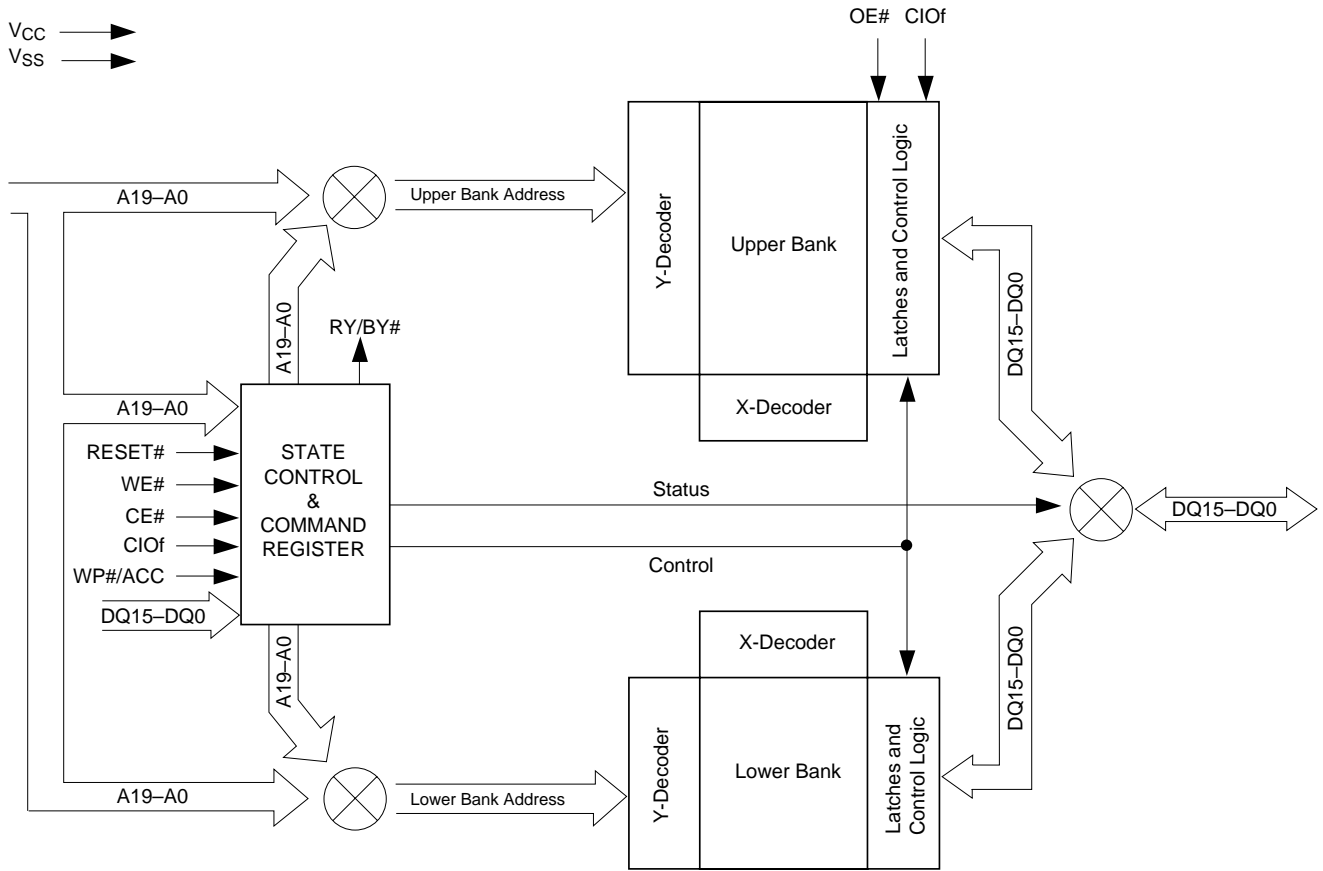 VCC
VSS
OE# CIOf
A19–A0
Upper Bank Address
Y-Decoder
Upper Bank
Latches and Control Logic
X-Decoder
DQ15–DQ0
A19–A0
RY/BY#
A19–A0
RESET#
WE#
CE#
CIOf
WP#/ACC
DQ15–DQ0
STATE
CONTROL
&
COMMAND
REGISTER
Status
Control
DQ15–DQ0
A19–A0
X-Decoder
A19–A0
Lower Bank Address
Y-Decoder
Lower Bank
Latches and
Control Logic
DQ15–DQ0